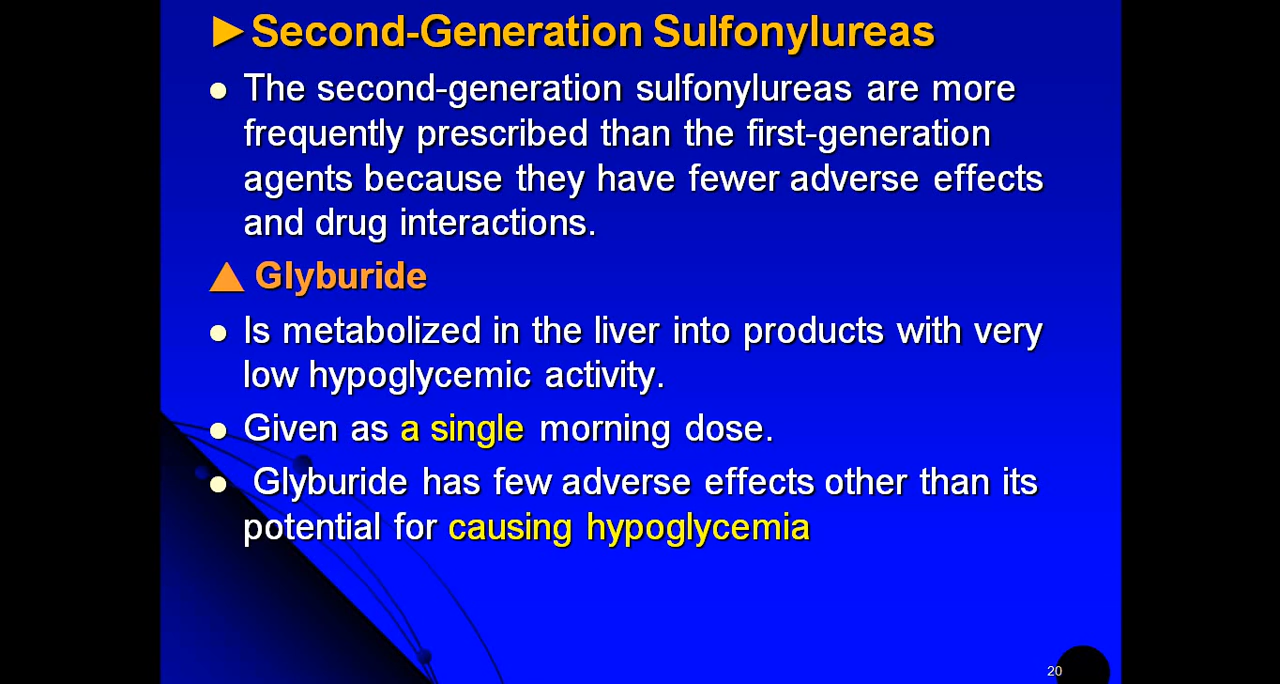 ►Second-Generation Sulfonylureas
● The second-generation sulfonylureas are more
frequently prescribed than the first-generation
agents because they have fewer adverse effects
and drug interactions.
▲ Glyburide
● Is metabolized in the liver into products with very
low hypoglycemic activity.
● Given as a single morning dose.
● Glyburide has few adverse effects other than its
potential for causing hypoglycemia
20